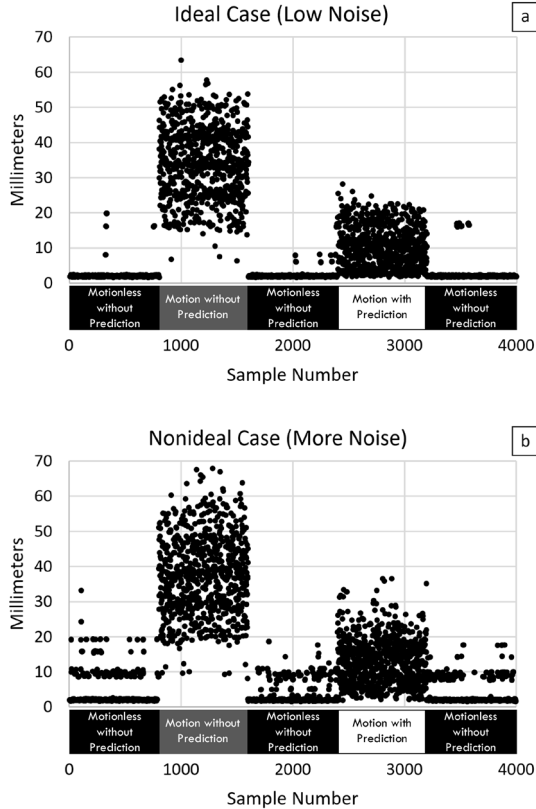 Ideal Case (Low Noise)
a
70
60
50
40
30
20
10
0
Millimeters
Motionless without Prediction
Motion without Prediction
Motionless without Prediction
Motion with Prediction
Motionless without Prediction
0 1000 2000 3000 4000
Sample Number
Nonideal Case (More Noise)
b
70
60
50
40
30
20
10
0
Millimeters
Motionless without Prediction
Motion without Prediction
Motionless without Prediction
Motion with Prediction
Motionless without Prediction
0 1000 2000 3000 4000
Sample Number